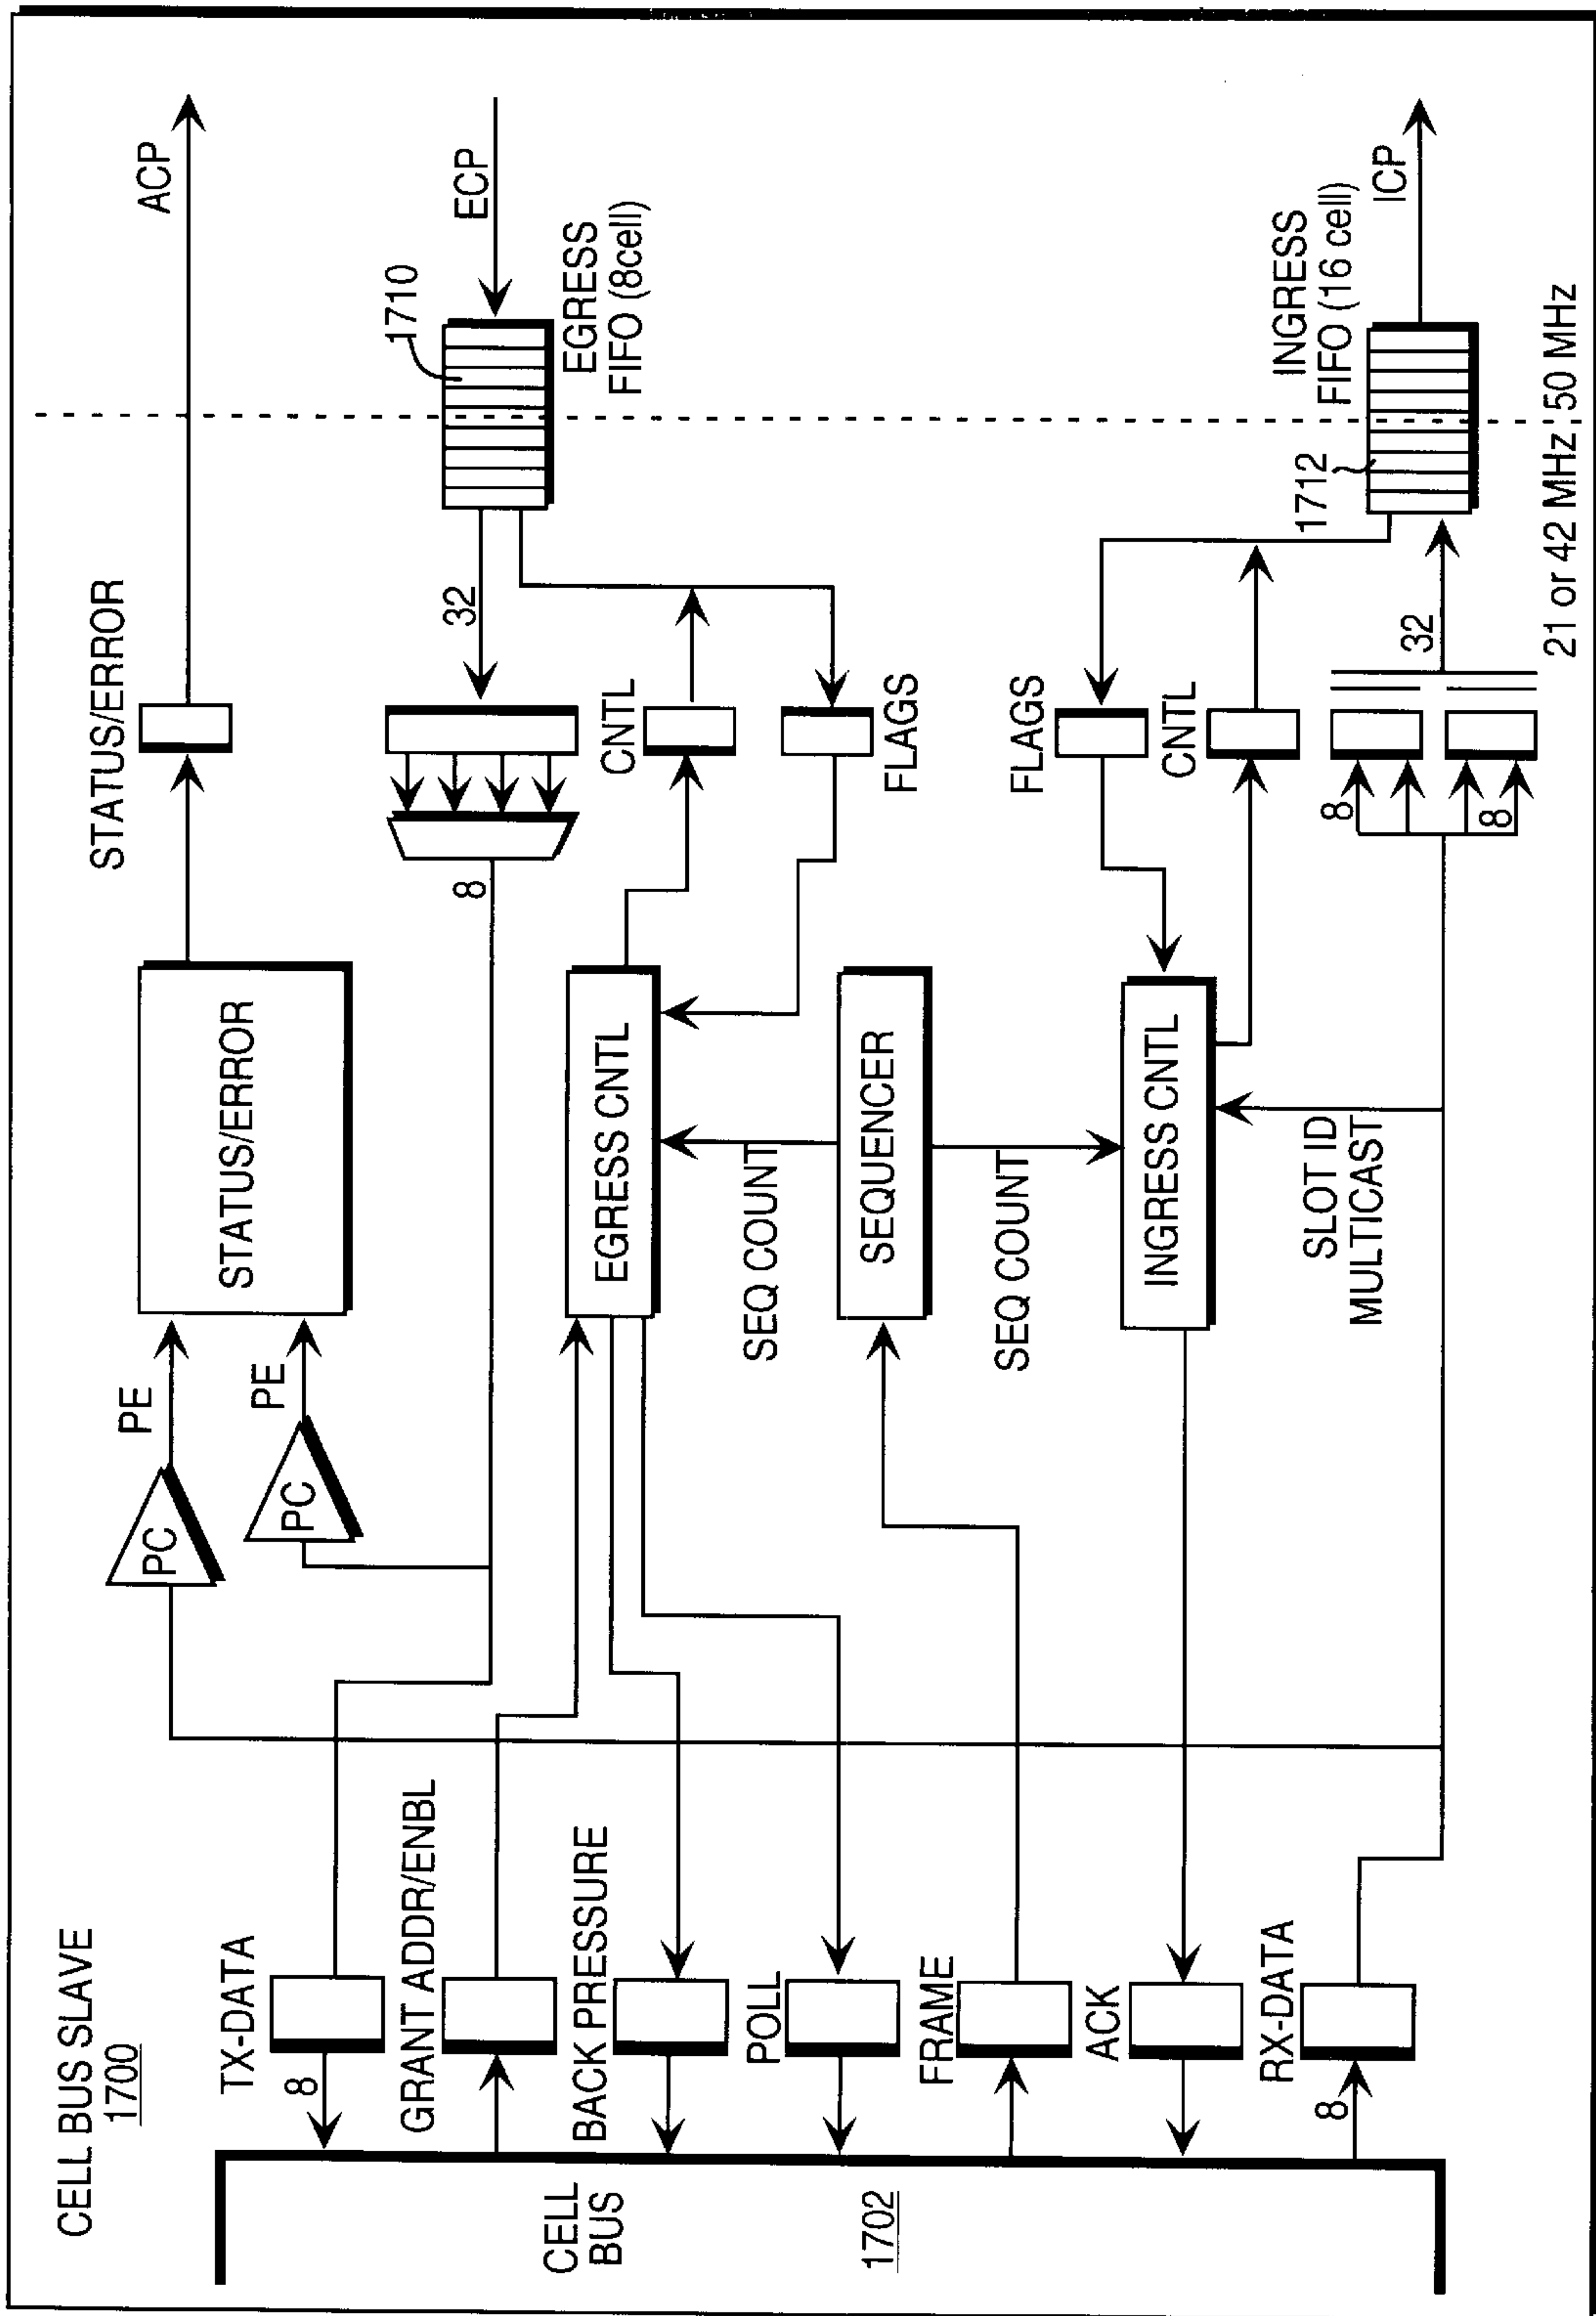 CELL BUS SLAVE
1700
CELL
BUS
1702
TX-DATA
8
GRANT ADDR/ENBL
BACK PRESSURE
POLL
FRAME
ACK
RX-DATA
8
PC
PE
PC
PE
STATUS/ERROR
STATUS/ERROR
ACP
8
32
1710
ECP
EGRESS
FIFO (8cell)
EGRESS CNTL
CNTL
FLAGS
SEQ COUNT
SEQUENCER
SEQ COUNT
INGRESS CNTL
FLAGS
CNTL
SLOT ID
MULTICAST
8
8
32
1712
INGRESS
FIFO (16 cell)
ICP
21 or 42 MHz
50 MHz